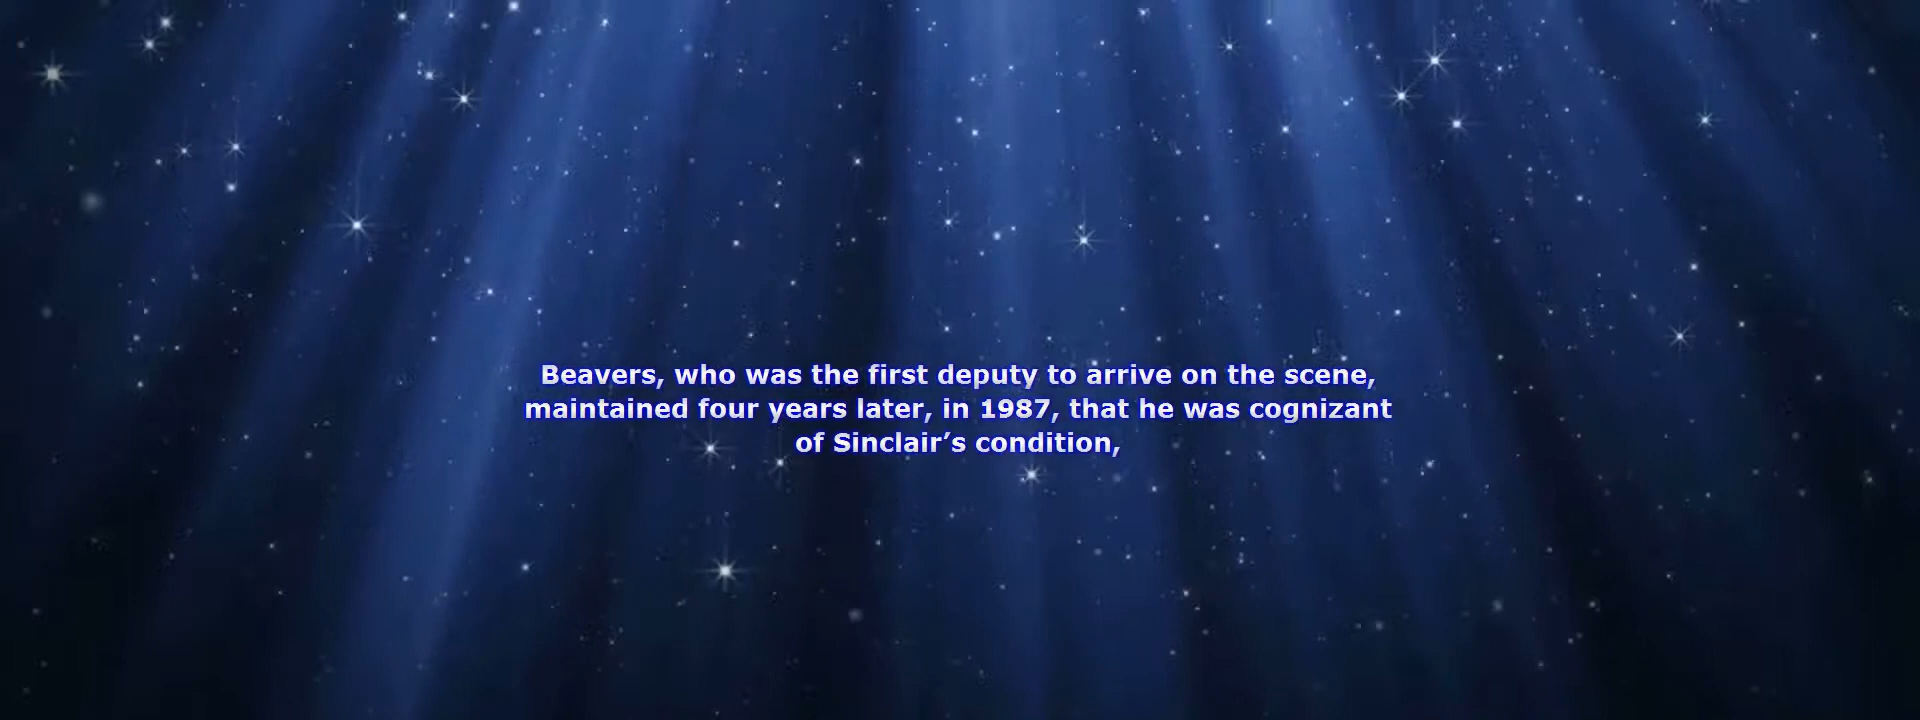 Beavers, who was the first deputy to arrive on the scene,
maintained four years later, in 1987, that he was cognizant
of Sinclair’s condition,